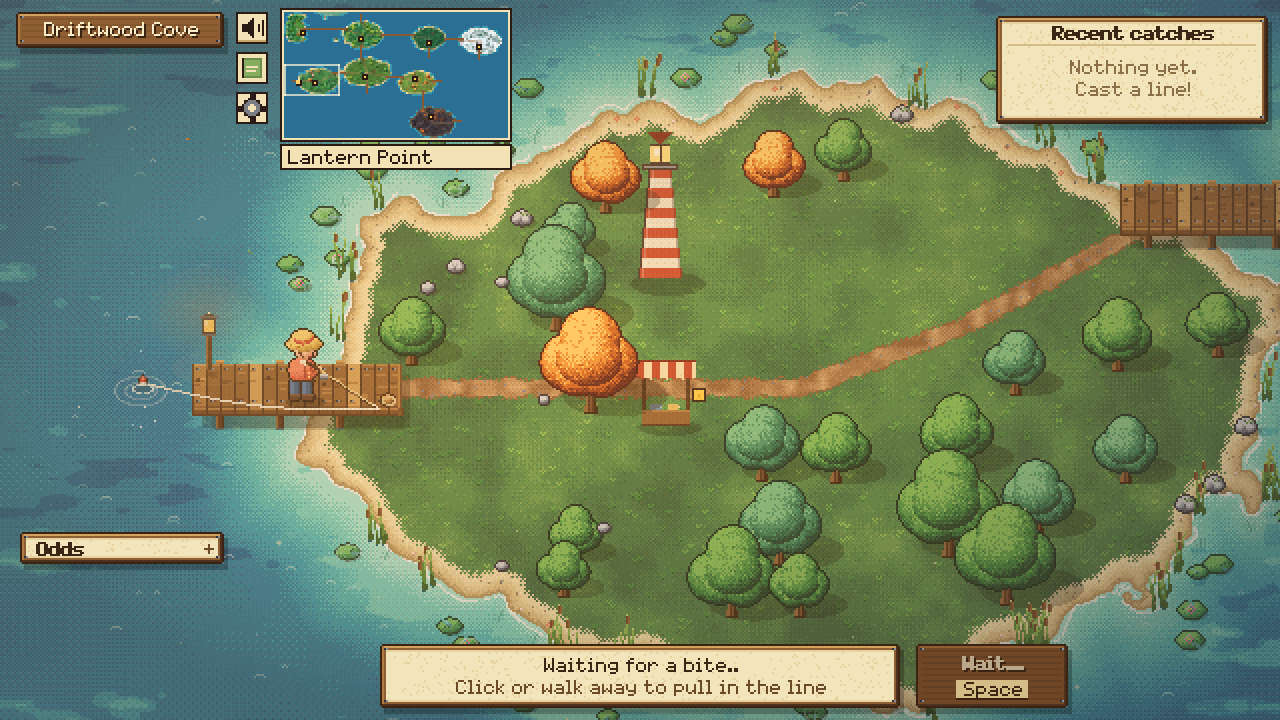 Driftwood Cove
Lantern Point
Recent catches
Nothing yet.
Cast a line!
Odds +
Waiting for a bite..
Click or walk away to pull in the line
Wait...
Space